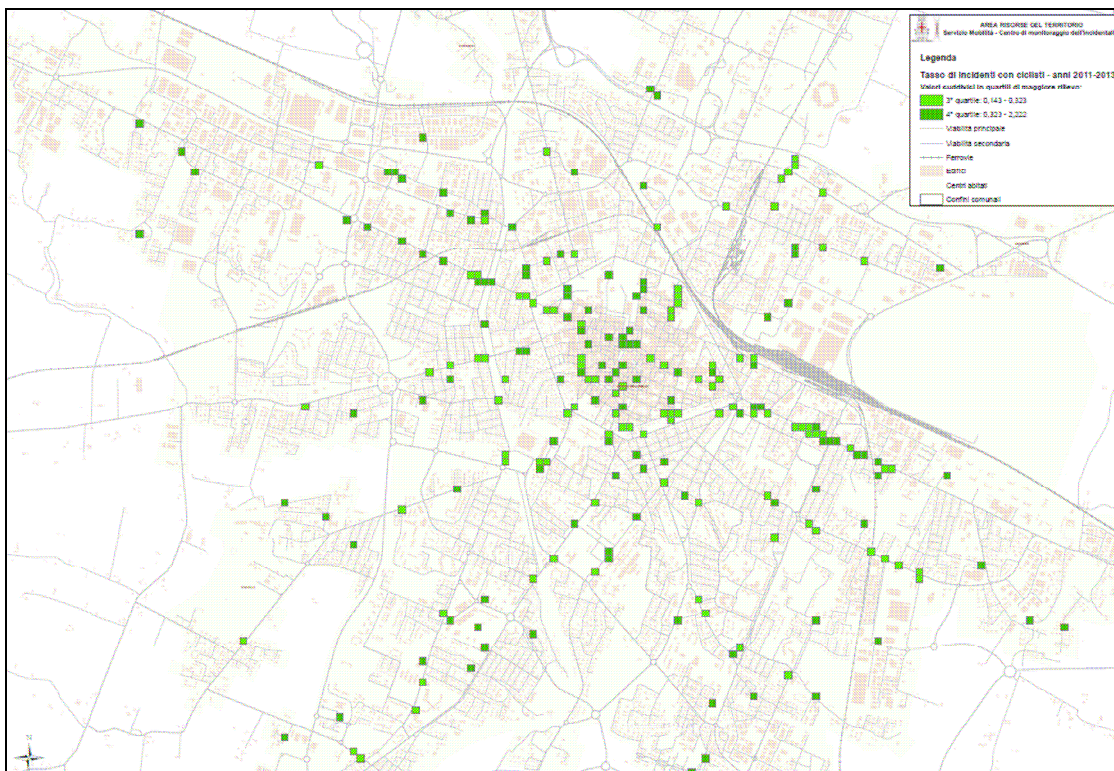 AREA RISORSE DEL TERRITORIO
Servizio Mobilità - Centro di monitoraggio dell'incidentalità
Legenda
Tasso di incidenti con ciclisti - anni 2011-2013
Valori suddivisi in quartili di maggiore rilievo:
3° quartile: 0,143 - 0,323
4° quartile: 0,323 - 2,222
Viabilità principale
Viabilità secondaria
Ferrovie
Edifici
Centri abitati
Confini comunali
N